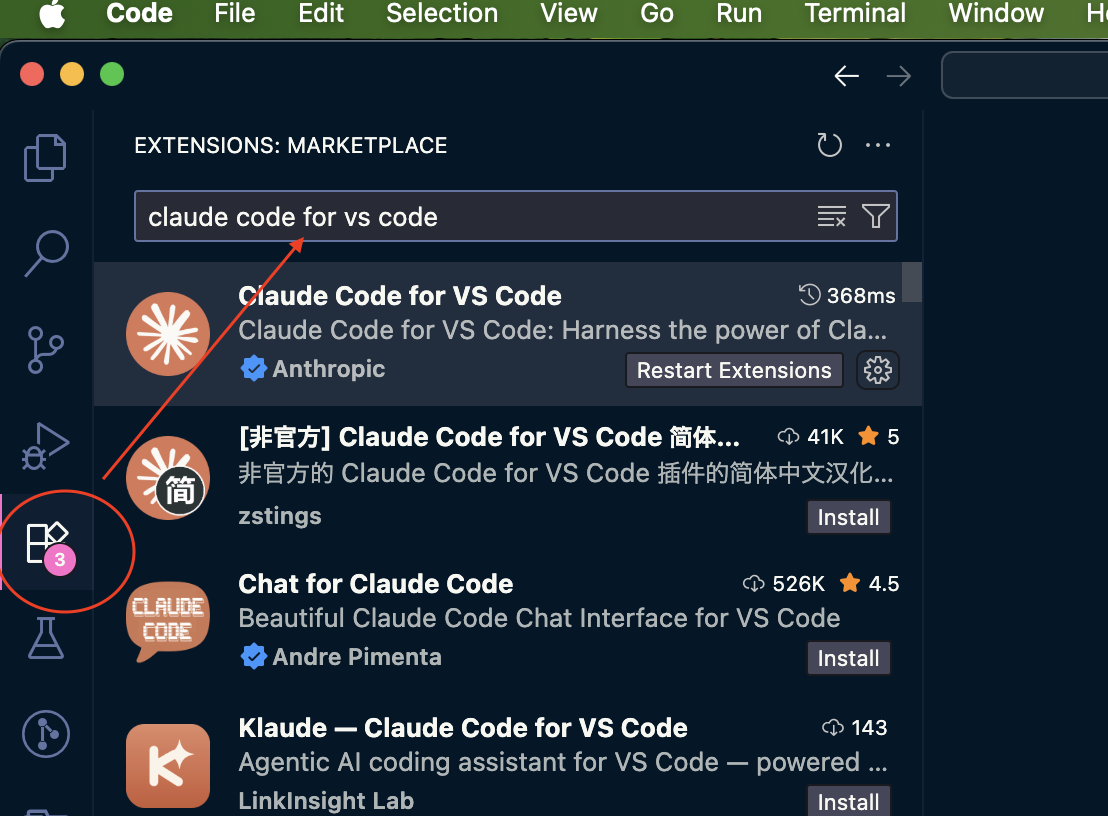 Code File Edit Selection View Go Run Terminal Window
EXTENSIONS: MARKETPLACE
claude code for vs code
Claude Code for VS Code 368ms
Claude Code for VS Code: Harness the power of Cla...
Anthropic Restart Extensions
[非官方] Claude Code for VS Code 简体... 41K 5
简
非官方的 Claude Code for VS Code 插件的简体中文汉化...
zstings Install
3
Chat for Claude Code 526K 4.5
CLAUDE
CODE
Beautiful Claude Code Chat Interface for VS Code
Andre Pimenta Install
Klaude — Claude Code for VS Code 143
K
Agentic AI coding assistant for VS Code — powered ...
LinkInsight Lab Install